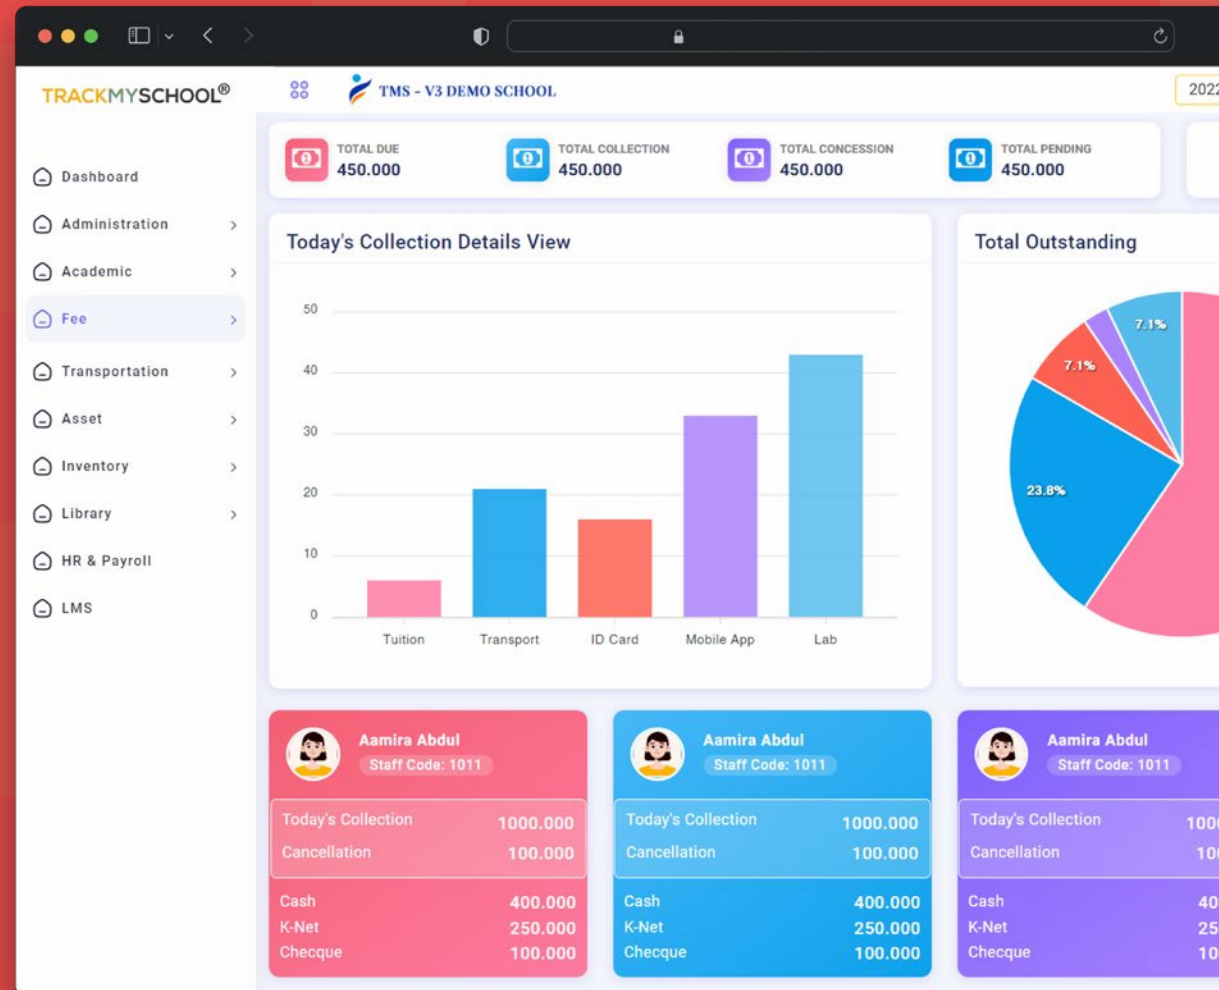 TRACKMYSCHOOL®
TMS - V3 DEMO SCHOOL
2022
Dashboard
Administration
Academic
Fee
Transportation
Asset
Inventory
Library
HR & Payroll
LMS
TOTAL DUE
450.000
TOTAL COLLECTION
450.000
TOTAL CONCESSION
450.000
TOTAL PENDING
450.000
Today's Collection Details View
50
40
30
20
10
0
Tuition Transport ID Card Mobile App Lab
Total Outstanding
7.1%
7.1%
23.8%
Aamira Abdul
Staff Code: 1011
Today's Collection 1000.000
Cancellation 100.000
Cash 400.000
K-Net 250.000
Checque 100.000
Aamira Abdul
Staff Code: 1011
Today's Collection 1000.000
Cancellation 100.000
Cash 400.000
K-Net 250.000
Checque 100.000
Aamira Abdul
Staff Code: 1011
Today's Collection
Cancellation
Cash
K-Net
Checque